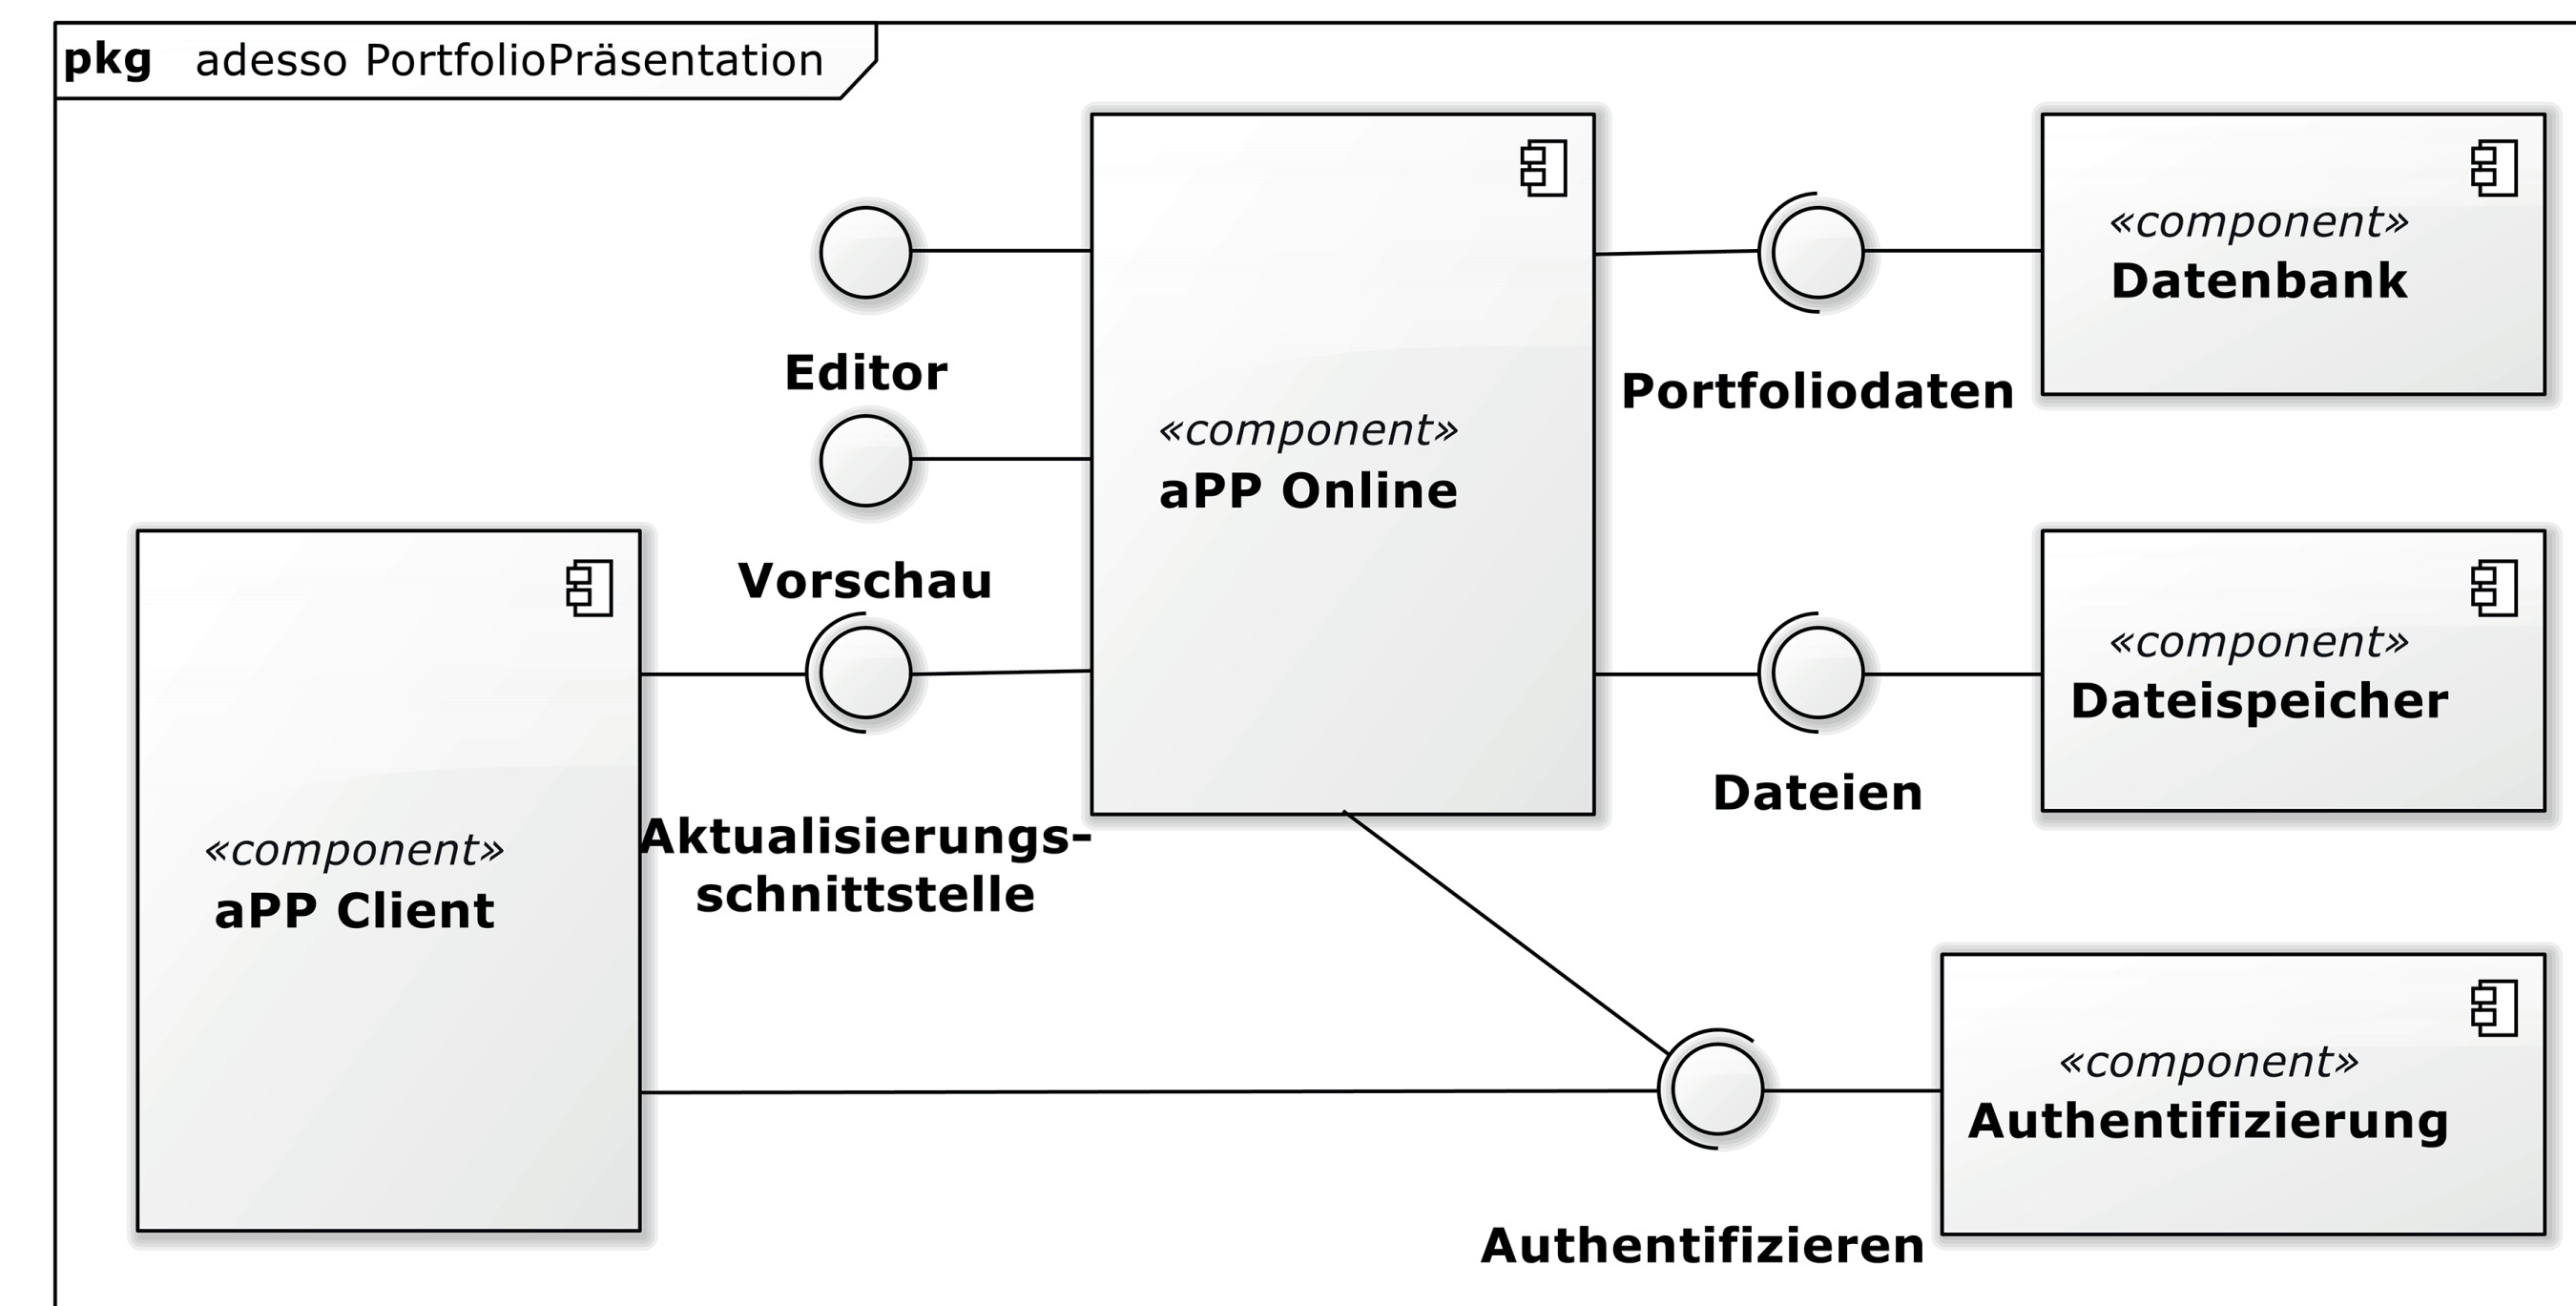 pkg adesso PortfolioPräsentation
Editor
Vorschau
Aktualisierungs-
schnittstelle
«component»
aPP Client
«component»
aPP Online
Portfoliodaten
«component»
Datenbank
Dateien
«component»
Dateispeicher
Authentifizieren
«component»
Authentifizierung